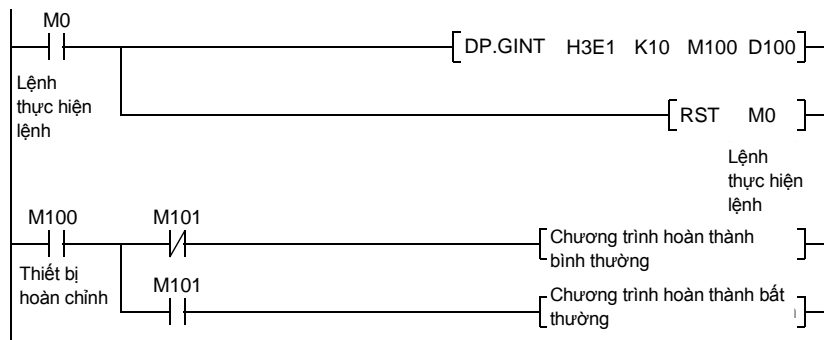 M0
DP.GINT H3E1 K10 M100 D100
Lệnh
thực hiện
lệnh
RST M0
Lệnh
thực hiện
lệnh
M100 M101
Chương trình hoàn thành
bình thường
Thiết bị
hoàn chỉnh
M101
Chương trình hoàn thành bất
thường